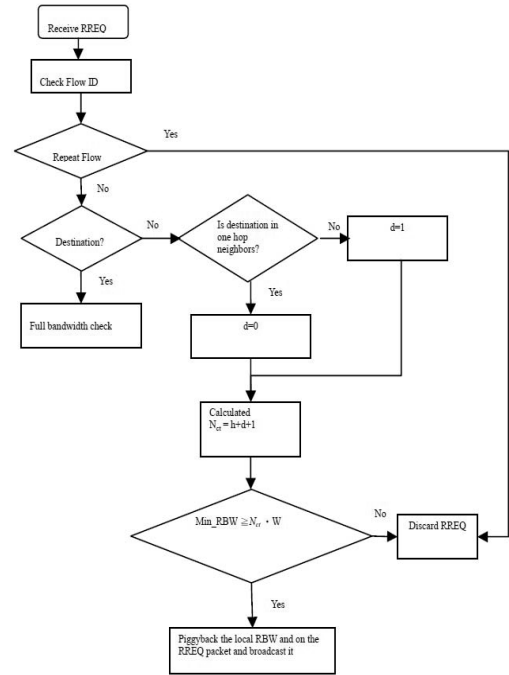 Receive RREQ
Check Flow ID
Yes
Repeat Flow
No
Destination?
No
Is destination in
one hop
neighbors?
No
d=1
Yes
Full bandwidth check
Yes
d=0
Calculated
Nct = h+d+1
Min_RBW ≧Nct・W
No
Discard RREQ
Yes
Piggyback the local RBW and on the
RREQ packet and broadcast it